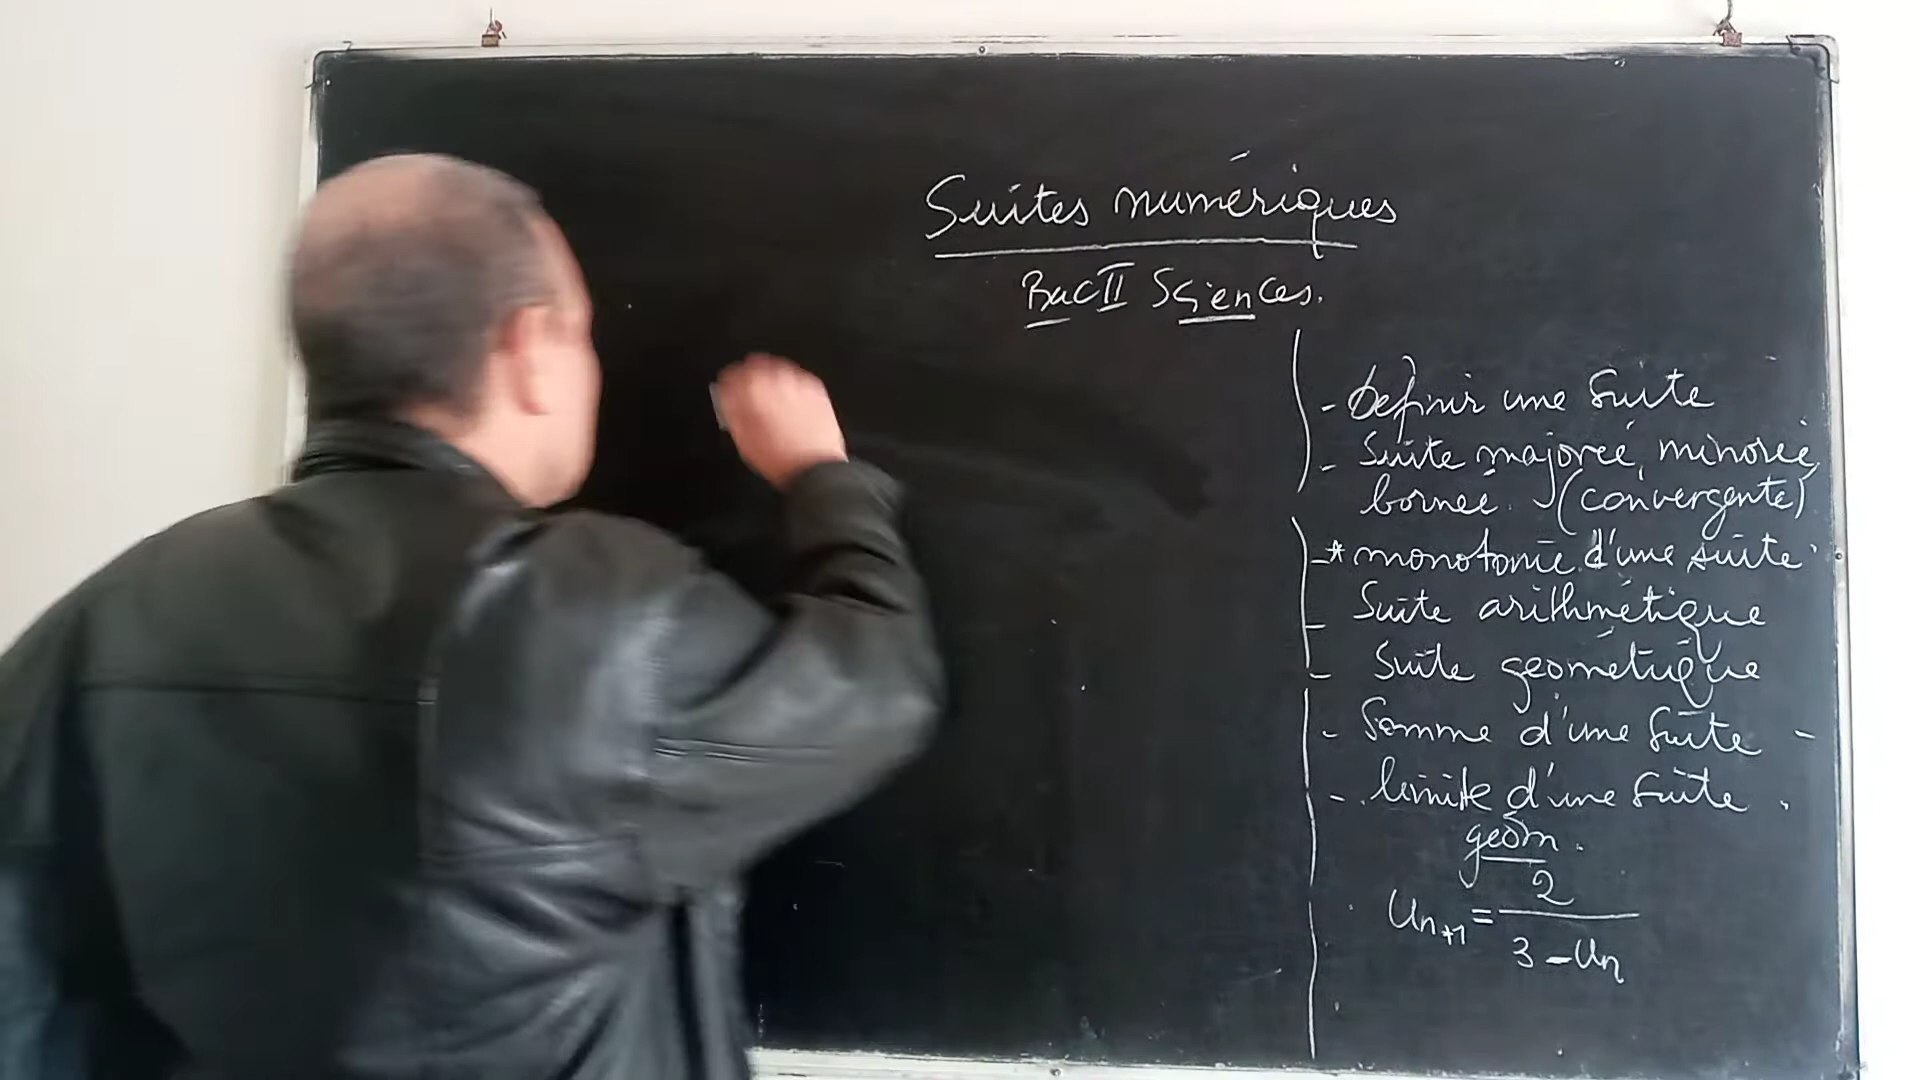 Suites numériques
Bac II Sciences.
- Définir une suite
- Suite majorée, minorée,
bornée. (convergente)
-* monotonie d'une suite.
- Suite arithmétique
- Suite géométrique
- Somme d'une suite -
- . limite d'une suite .
géom.
Un+1 = 2 / (3 - Un)